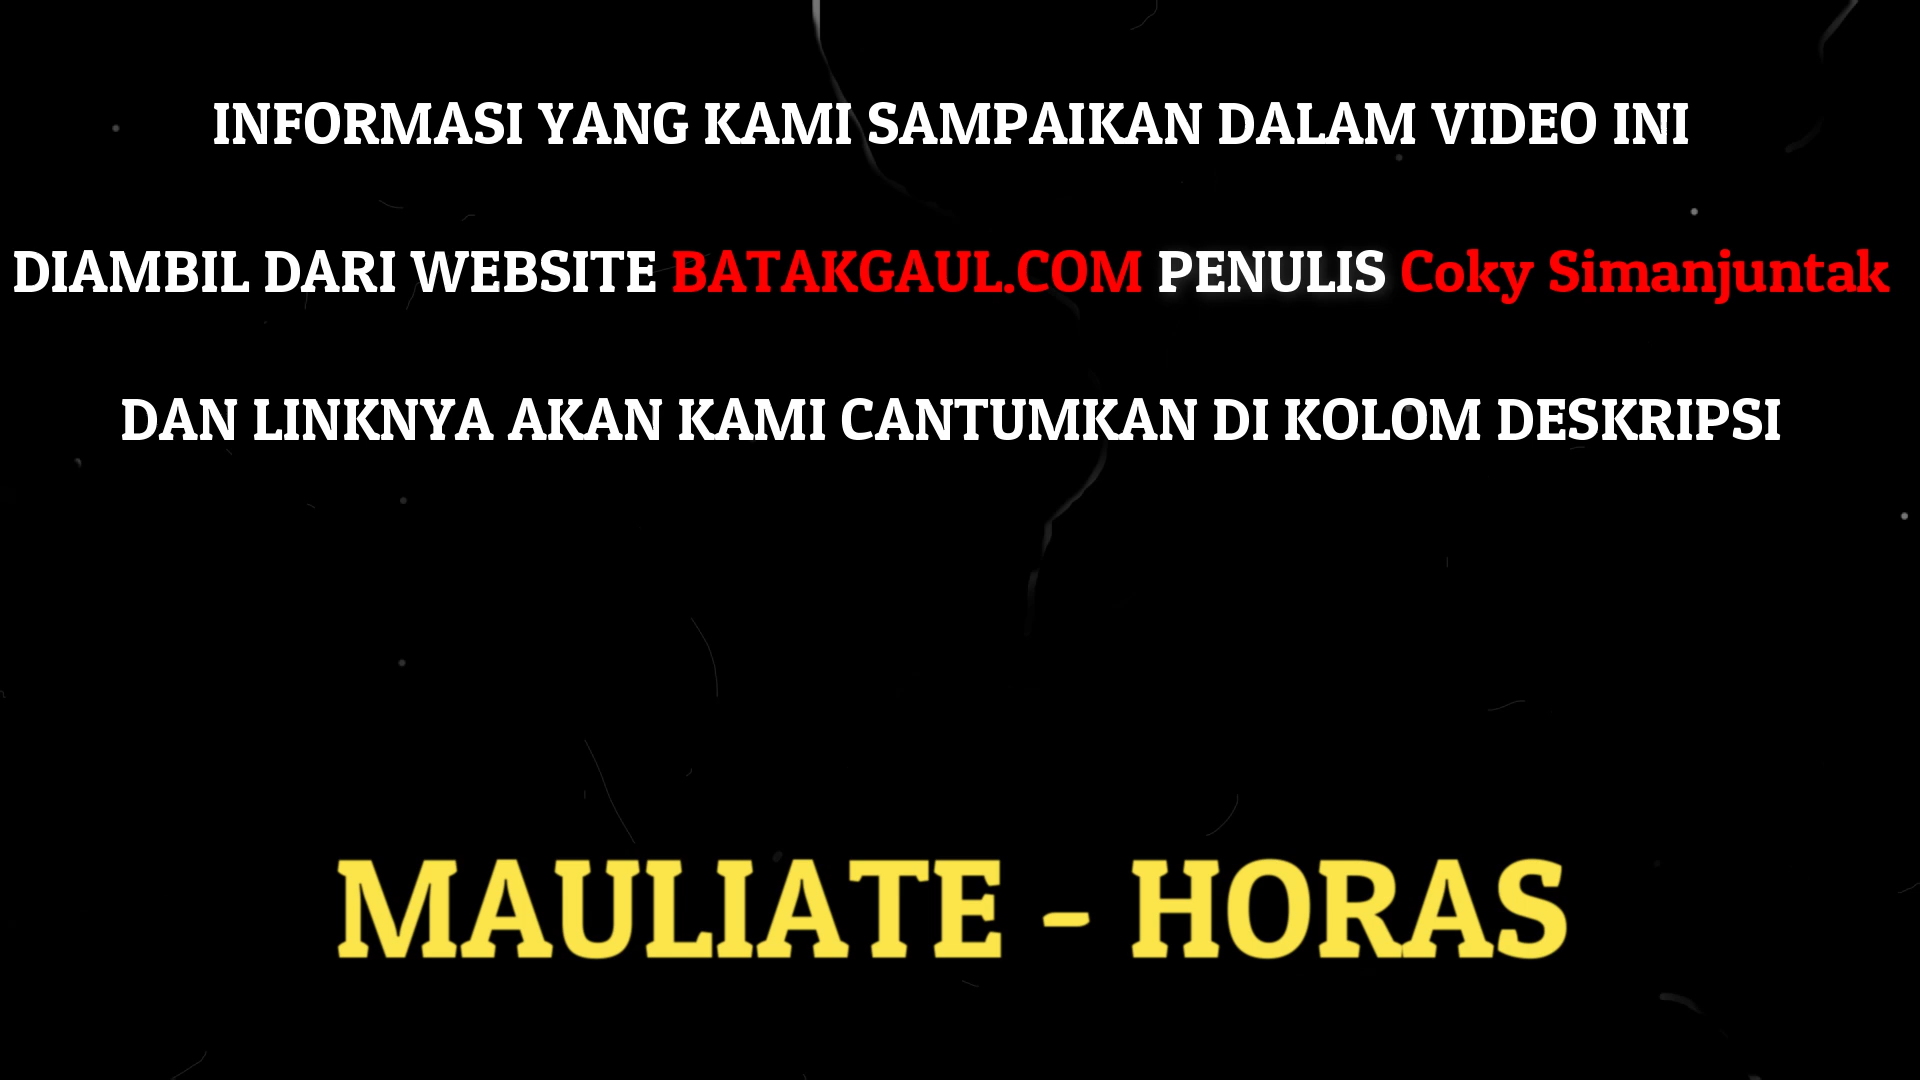 INFORMASI YANG KAMI SAMPAIKAN DALAM VIDEO INI
DIAMBIL DARI WEBSITE BATAKGAUL.COM PENULIS Coky Simanjuntak
DAN LINKNYA AKAN KAMI CANTUMKAN DI KOLOM DESKRIPSI
MAULIATE - HORAS